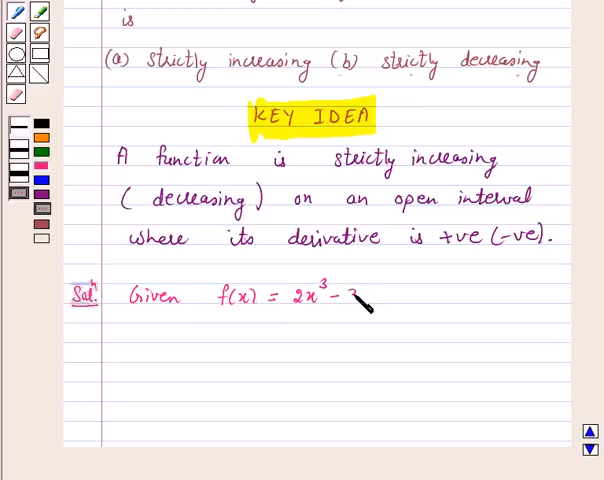 is
(a) strictly increasing (b) strictly decreasing
KEY IDEA
A function is strictly increasing
( decreasing ) on an open interval
where its derivative is +ve (-ve).
Solⁿ. Given f(x) = 2x³ -